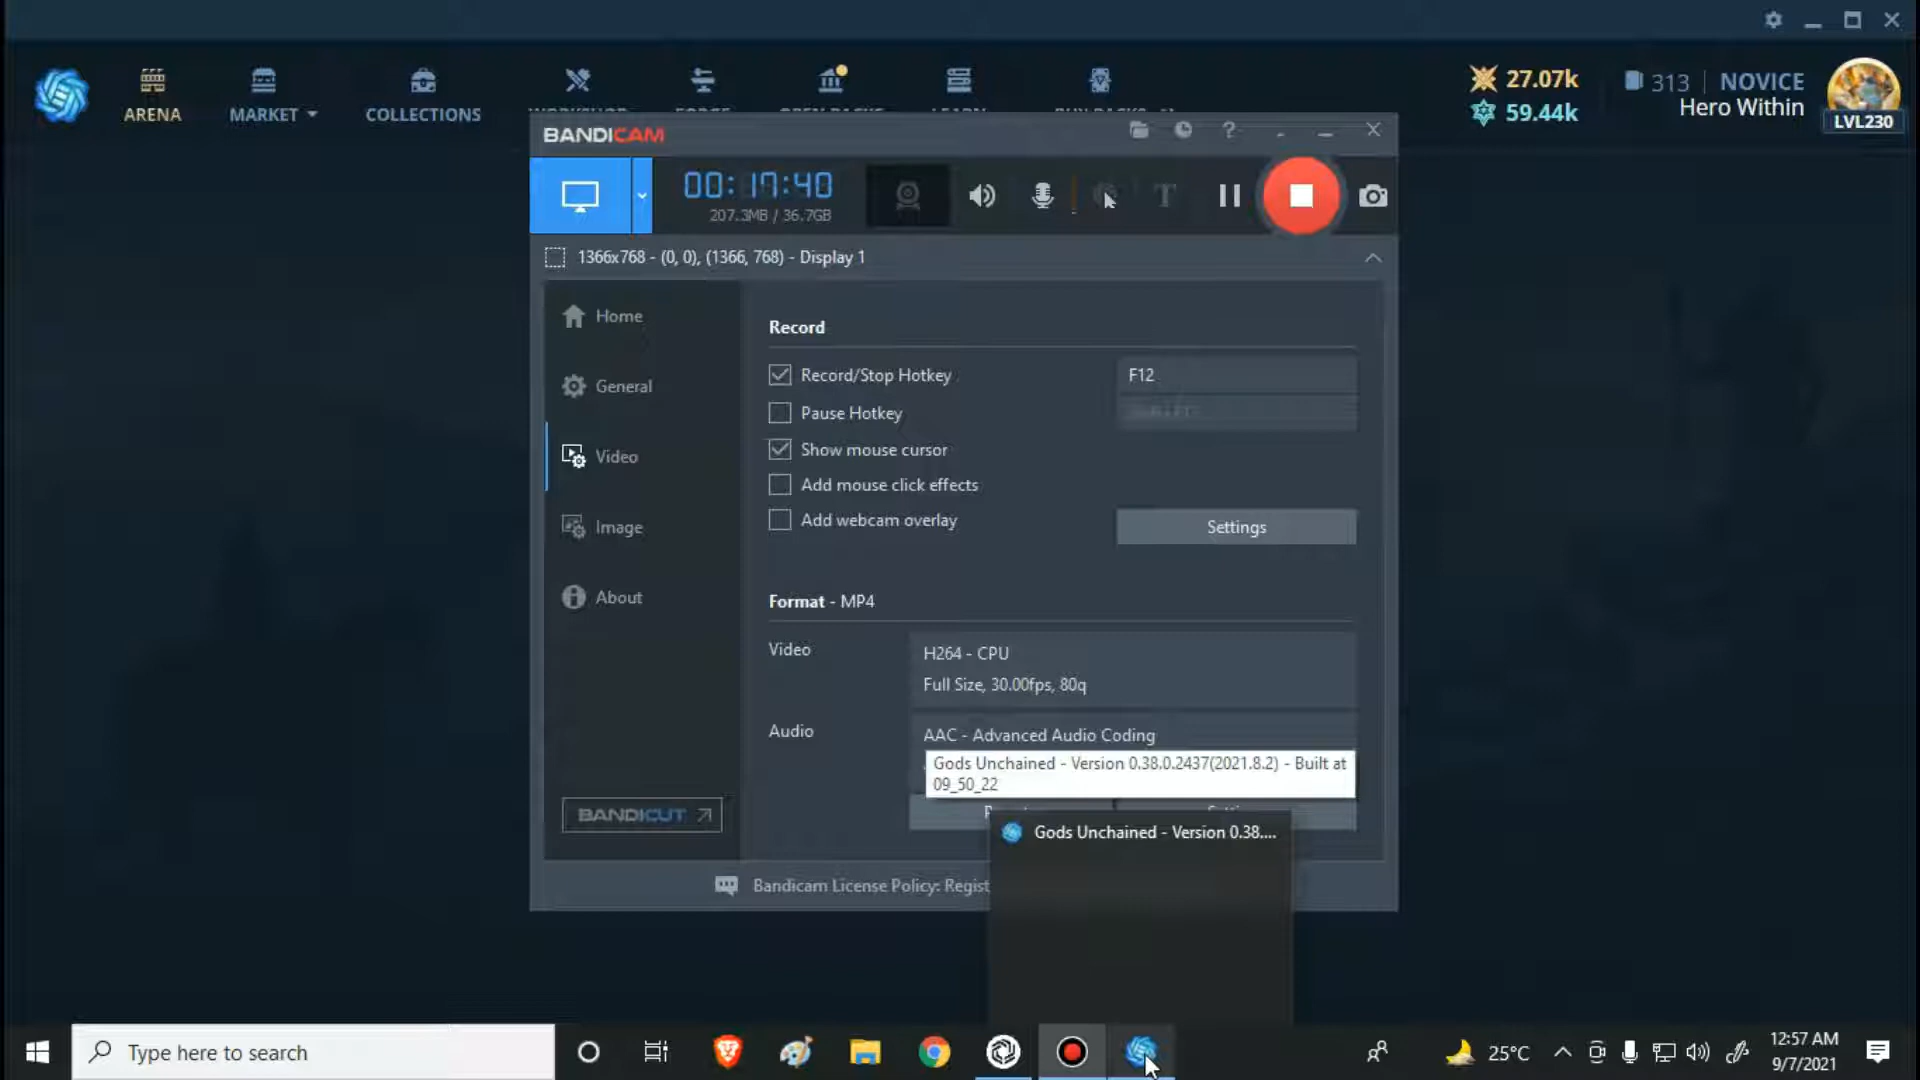 ARENA
MARKET
COLLECTIONS
27.07k
59.44k
313
NOVICE
Hero Within
LVL230
BANDICAM
?
00:17:40
207.3MB / 36.7GB
T
1366x768 - (0, 0), (1366, 768) - Display 1
Home
General
Video
Image
About
BANDICUT
Record
Record/Stop Hotkey
F12
Pause Hotkey
Show mouse cursor
Add mouse click effects
Add webcam overlay
Settings
Format - MP4
Video
H264 - CPU
Full Size, 30.00fps, 80q
Audio
AAC - Advanced Audio Coding
Gods Unchained - Version 0.38.0.2437(2021.8.2) - Built at
09_50_22
Gods Unchained - Version 0.38....
Bandicam License Policy: Regist
Type here to search
25°C
12:57 AM
9/7/2021